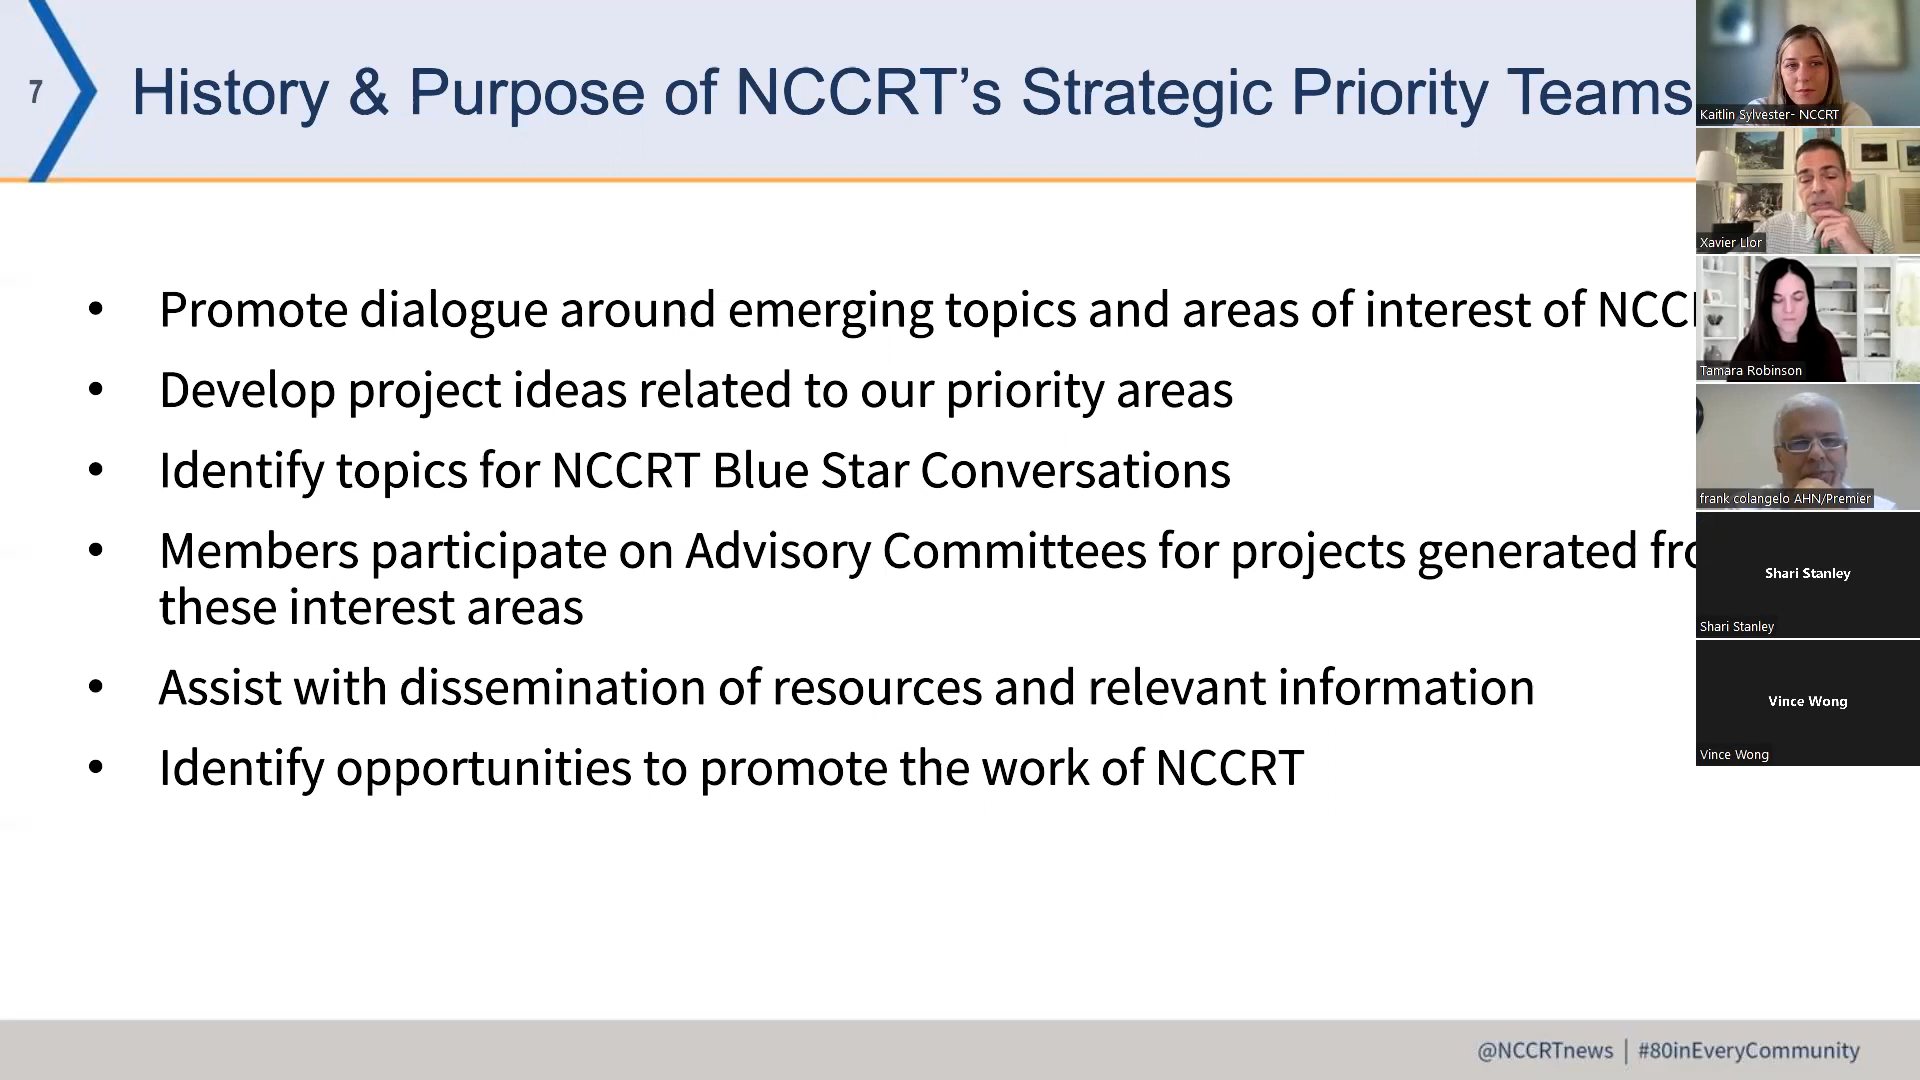 7
History & Purpose of NCCRT’s Strategic Priority Teams
• Promote dialogue around emerging topics and areas of interest of
• Develop project ideas related to our priority areas
• Identify topics for NCCRT Blue Star Conversations
• Members participate on Advisory Committees for projects generated
these interest areas
• Assist with dissemination of resources and relevant information
• Identify opportunities to promote the work of NCCRT
@NCCRTnews | #80inEveryCommunity
Kaitlin Sylvester- NCCRT
Xavier Llor
Tamara Robinson
frank colangelo AHN/Premier
Shari Stanley
Shari Stanley
Vince Wong
Vince Wong